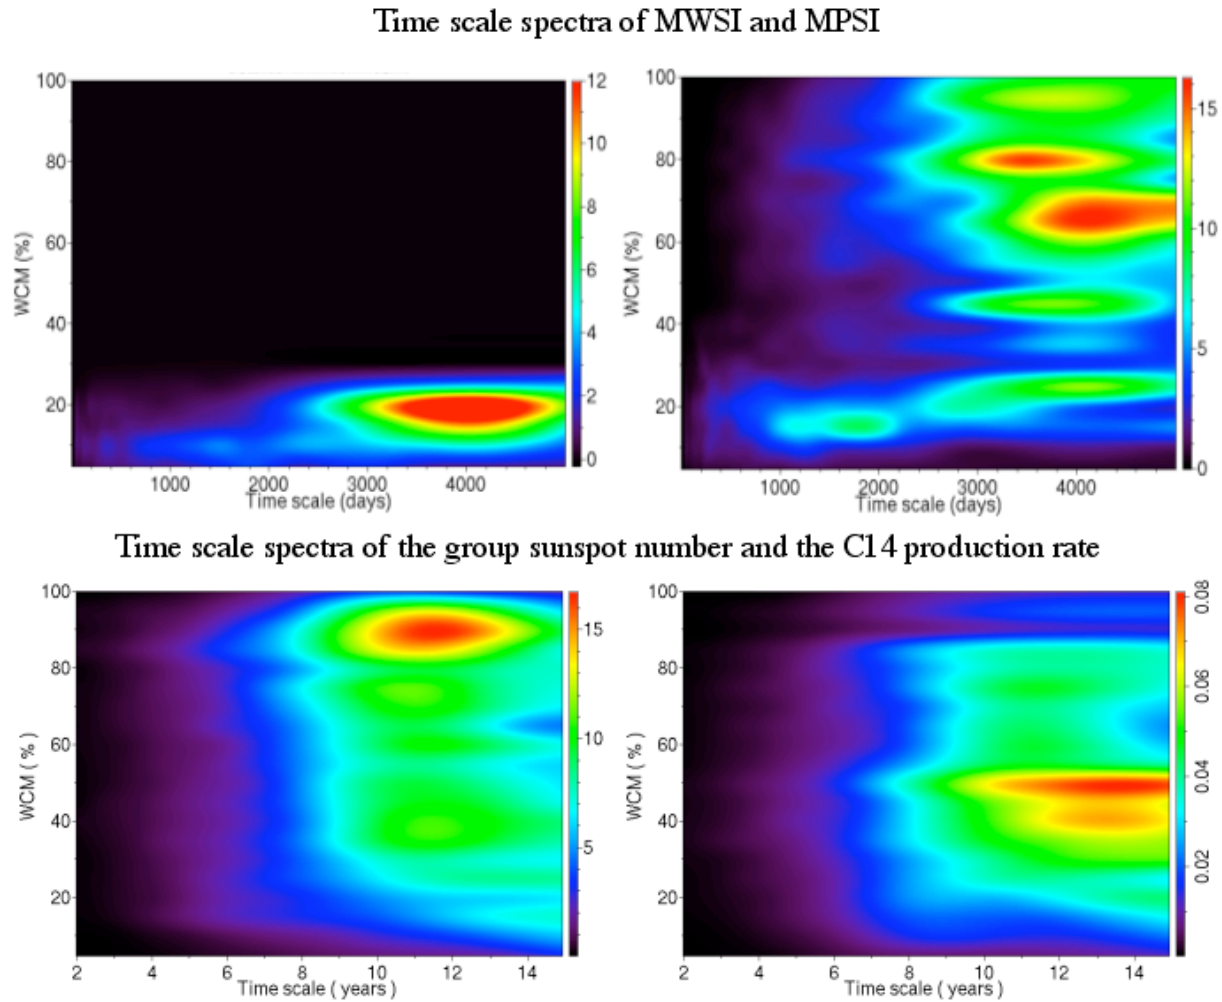 Time scale spectra of MWSI and MPSI
100
80
60
40
20
WCM (%)
1000 2000 3000 4000
Time scale (days)
12
10
8
6
4
2
0
100
80
60
40
20
WCM (%)
1000 2000 3000 4000
Time scale (days)
15
10
5
0
Time scale spectra of the group sunspot number and the C14 production rate
100
80
60
40
20
WCM ( % )
2 4 6 8 10 12 14
Time scale ( years )
15
10
5
100
80
60
40
20
WCM ( % )
2 4 6 8 10 12 14
Time scale ( years )
0.08
0.06
0.04
0.02